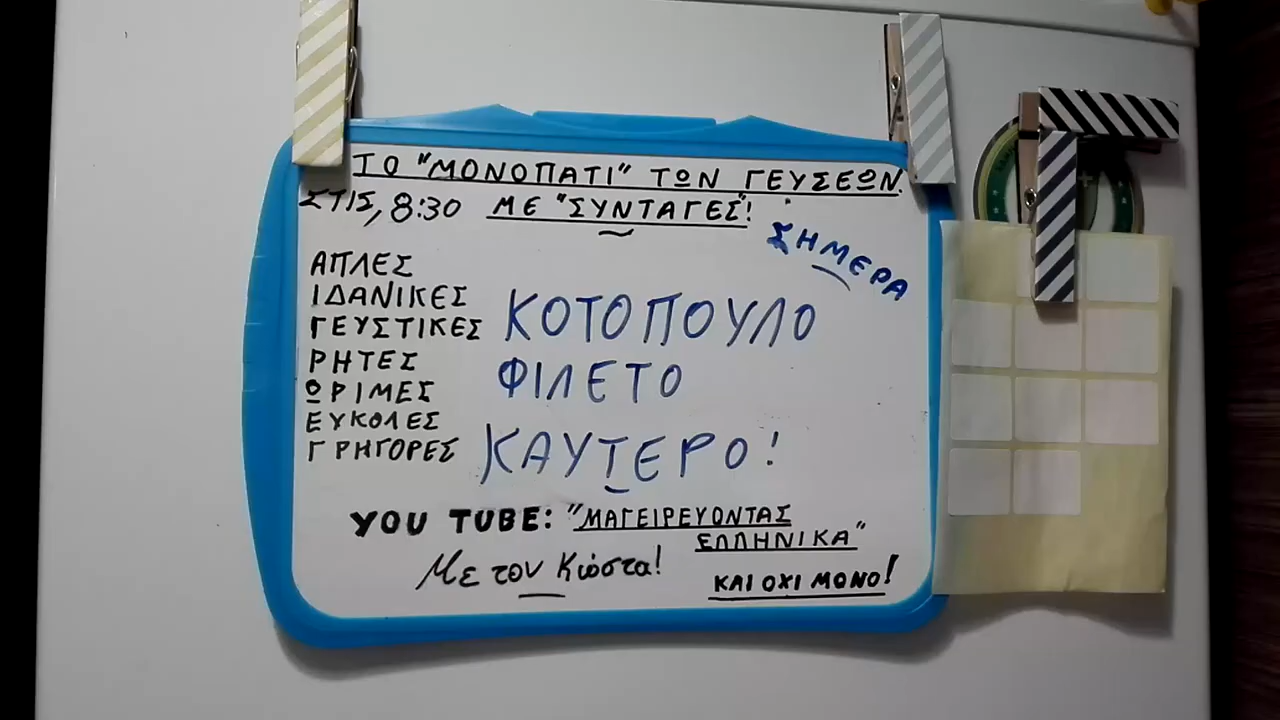 ΤΟ "ΜΟΝΟΠΑΤΙ" ΤΩΝ ΓΕΥΣΕΩΝ.
ΣΤΙΣ, 8:30 ΜΕ "ΣΥΝΤΑΓΕΣ"!
ΣΗΜΕΡΑ
ΑΠΛΕΣ
ΙΔΑΝΙΚΕΣ
ΓΕΥΣΤΙΚΕΣ
ΡΗΤΕΣ
ΩΡΙΜΕΣ
ΕΥΚΟΛΕΣ
ΓΡΗΓΟΡΕΣ
ΚΟΤΟΠΟΥΛΟ
ΦΙΛΕΤΟ
ΚΑΥΤΕΡΟ!
YOU TUBE: "ΜΑΓΕΙΡΕΥΟΝΤΑΣ
ΕΛΛΗΝΙΚΑ"
Με τον Κώστα!
ΚΑΙ ΟΧΙ ΜΟΝΟ!